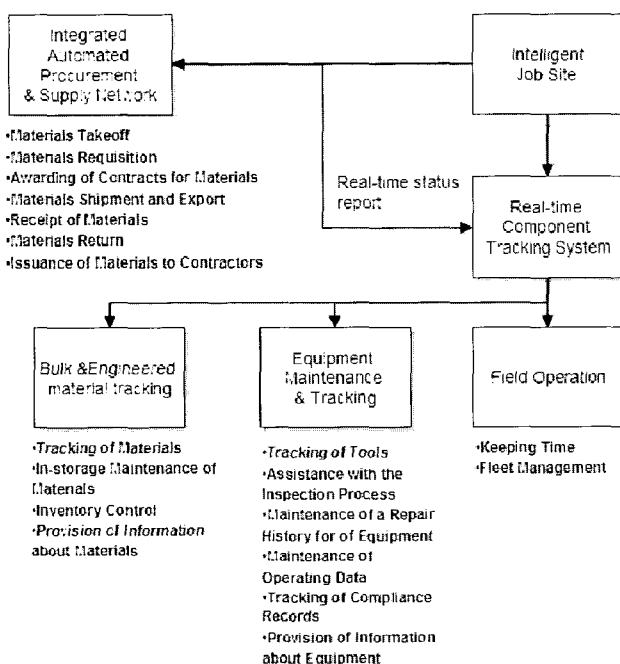 Integrated
Automated
Procurement
& Supply Network
Intelligent
Job Site
•Materials Takeoff
•Materials Requisition
•Awarding of Contracts for Materials
•Materials Shipment and Export
•Receipt of Materials
•Materials Return
•Issuance of Materials to Contractors
Real-time status
report
Real-time
Component
Tracking System
Bulk &Engineered
material tracking
Equipment
Maintenance
& Tracking
Field Operation
•Tracking of Materials
•In-storage Maintenance of
Materials
•Inventory Control
•Provision of Information
about Materials
•Tracking of Tools
•Assistance with the
Inspection Process
•Maintenance of a Repair
History for of Equipment
•Maintenance of
Operating Data
•Tracking of Compliance
Records
•Provision of Information
about Equipment
•Keeping Time
•Fleet Management